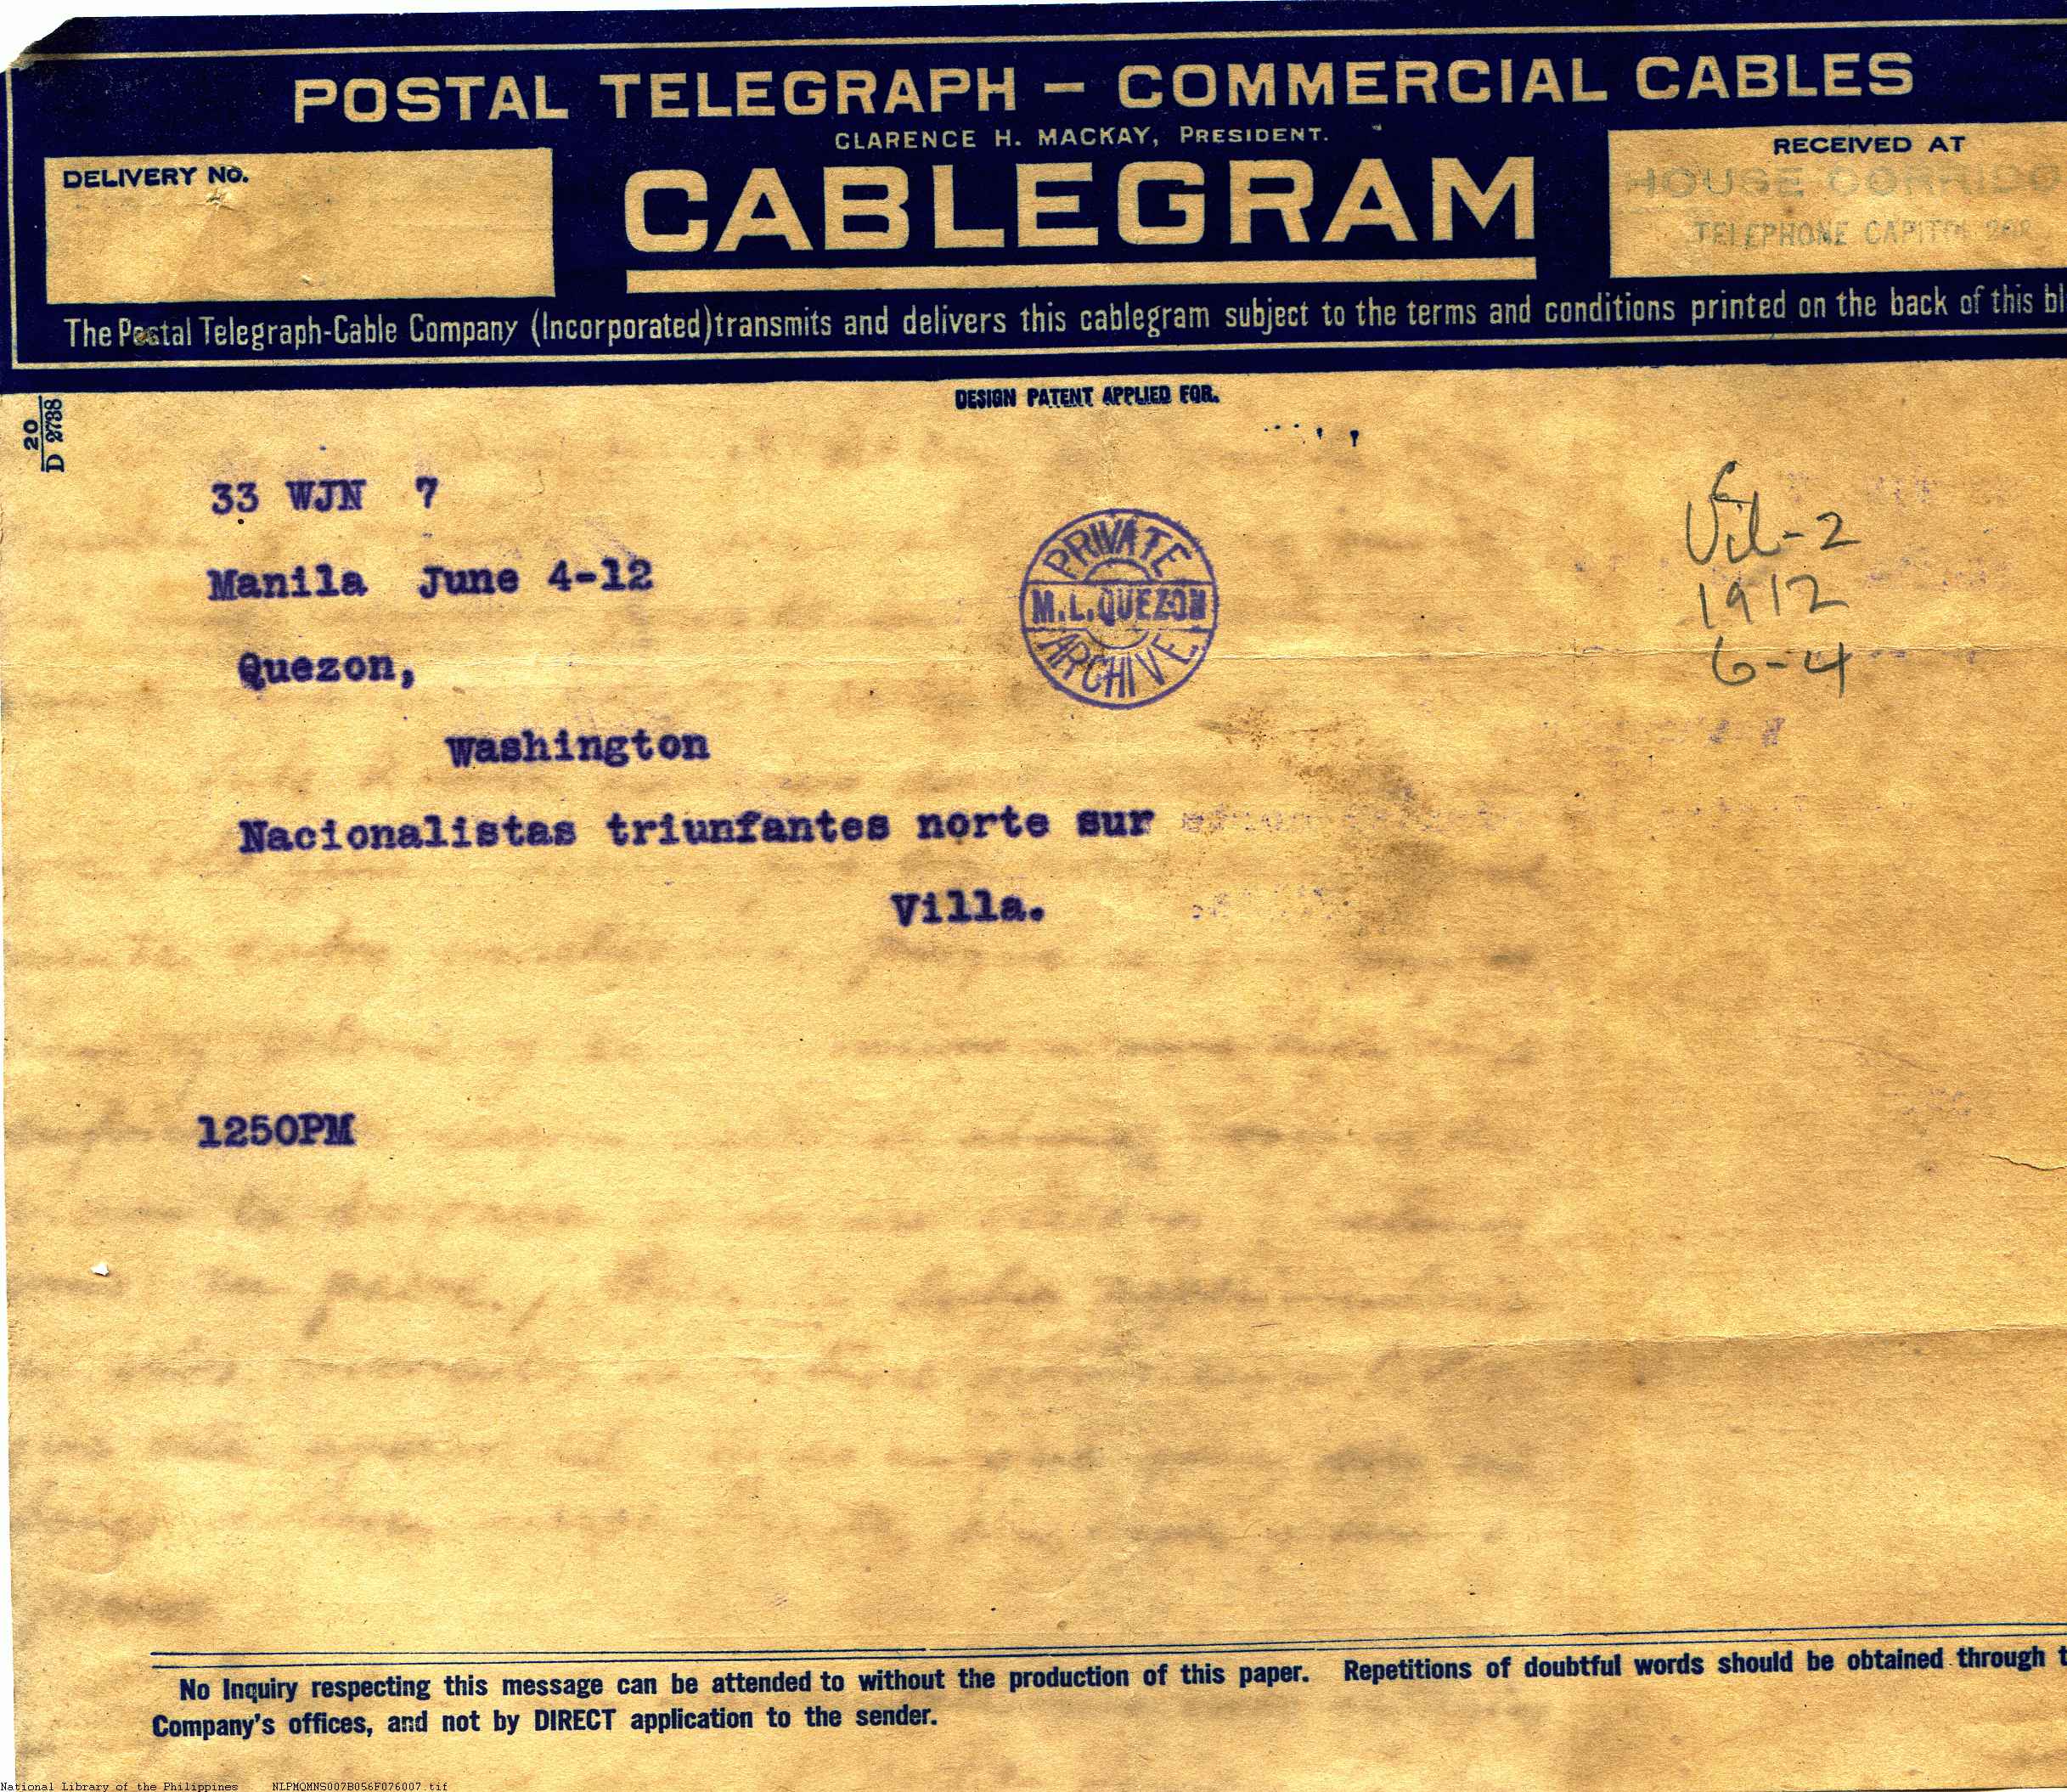 POSTAL TELEGRAPH - COMMERCIAL CABLES
CLARENCE H. MACKAY, PRESIDENT.
DELIVERY No.
CABLEGRAM
RECEIVED AT
HOUSE CORRIDO
TELEPHONE CAPITOL
The Postal Telegraph-Cable Company (Incorporated) transmits and delivers this cablegram subject to the terms and conditions printed on the back of this bl
DESIGN PATENT APPLIED FOR.
20
D 2738
33 WJN 7
Manila June 4-12
Quezon,
Washington
Nacionalistas triunfantes norte sur
Villa.
1250PM
PRIVATE
M.L.QUEZON
ARCHIVE
Vil-2
1912
6-4
No Inquiry respecting this message can be attended to without the production of this paper. Repetitions of doubtful words should be obtained through t
Company's offices, and not by DIRECT application to the sender.
National Library of the Philippines NLPMQMNS007B056F076007.tif